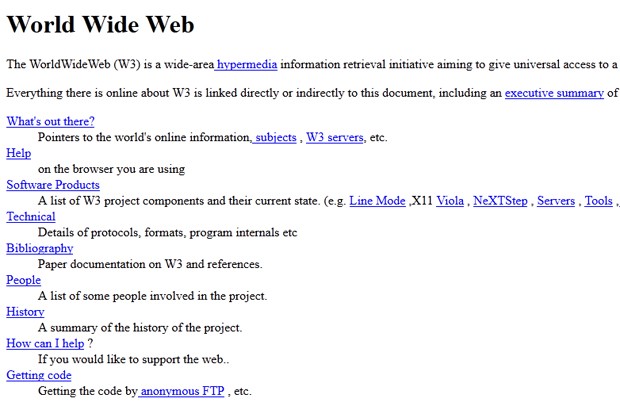 World Wide Web
The WorldWideWeb (W3) is a wide-area hypermedia information retrieval initiative aiming to give universal access to a
Everything there is online about W3 is linked directly or indirectly to this document, including an executive summary of
What's out there?
Pointers to the world's online information, subjects , W3 servers, etc.
Help
on the browser you are using
Software Products
A list of W3 project components and their current state. (e.g. Line Mode ,X11 Viola , NeXTStep , Servers , Tools ,
Technical
Details of protocols, formats, program internals etc
Bibliography
Paper documentation on W3 and references.
People
A list of some people involved in the project.
History
A summary of the history of the project.
How can I help ?
If you would like to support the web..
Getting code
Getting the code by anonymous FTP , etc.